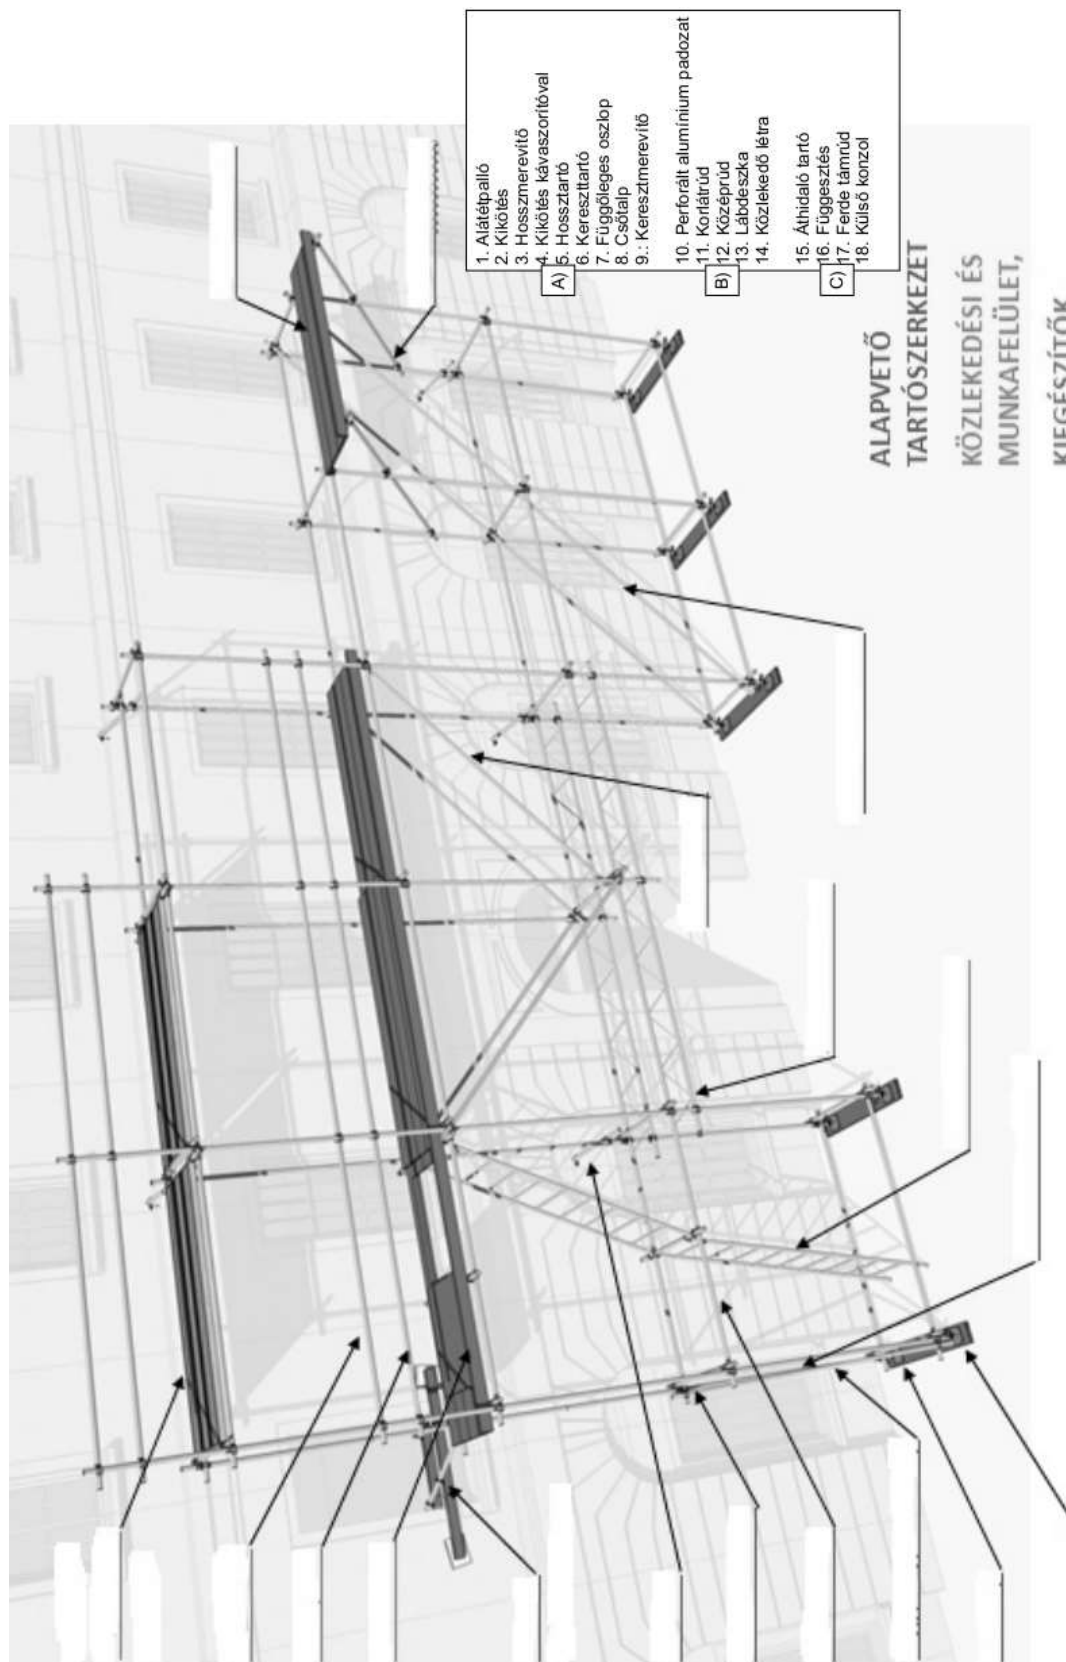 1. Alátétpalló
2. Kikötés
3. Hosszmerevítő
4. Kikötés kávaszorítóval
5. Hossztartó
6. Kereszttartó
7. Függőleges oszlop
8. Csőtalp
9.: Keresztmerevítő
A)
10. Perforált alumínium padozat
11. Korlátrúd
12. Középrúd
13. Lábdeszka
14. Közlekedő létra
B)
15. Áthidaló tartó
16. Függesztés
17. Ferde támrúd
18. Külső konzol
C)
ALAPVETŐ
TARTÓSZERKEZET
KÖZLEKEDÉSI ÉS
MUNKAFELÜLET,
KIEGÉSZÍTŐK